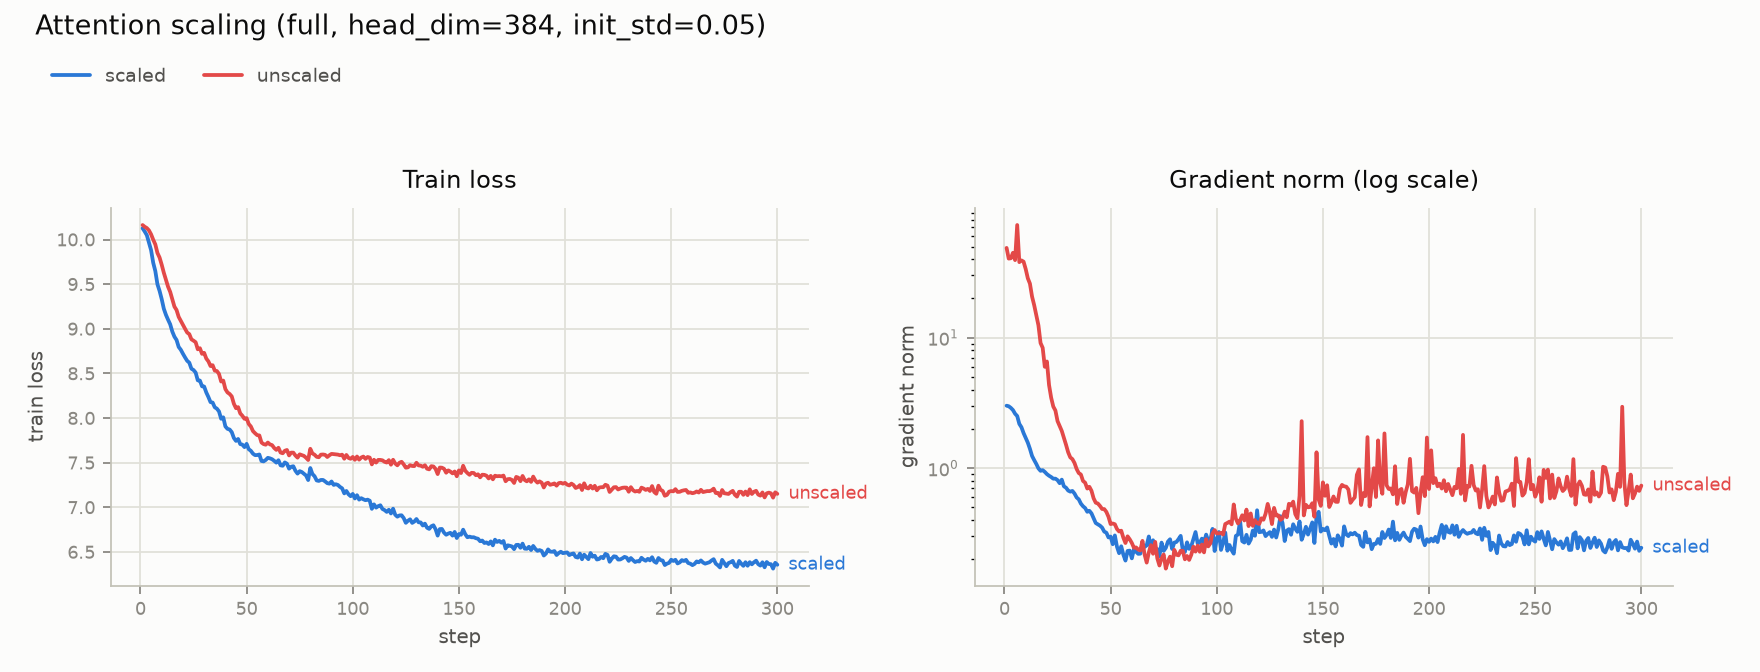 Attention scaling (full, head_dim=384, init_std=0.05)
scaled
unscaled
Train loss
train loss
10.0
9.5
9.0
8.5
8.0
7.5
7.0
6.5
unscaled
scaled
0
50
100
150
200
250
300
step
Gradient norm (log scale)
gradient norm
10¹
10⁰
unscaled
scaled
0
50
100
150
200
250
300
step